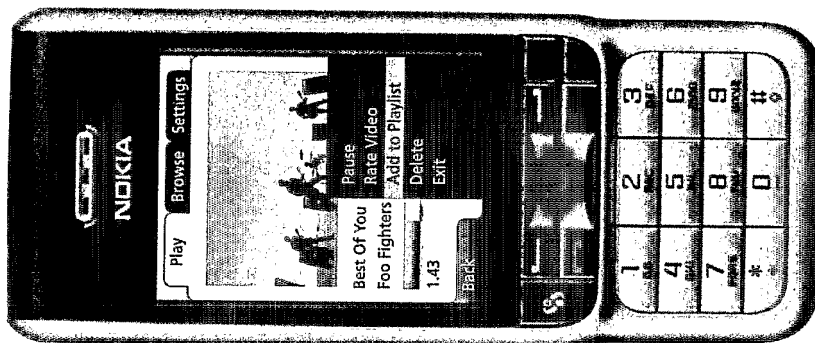 NOKIA
Play Browse Settings
Pause
Rate Video
Add to Playlist
Delete
Exit
Best Of You
Foo Fighters
1.43
Back
1 2 3
4 5 6
7 8 9
* 0 #